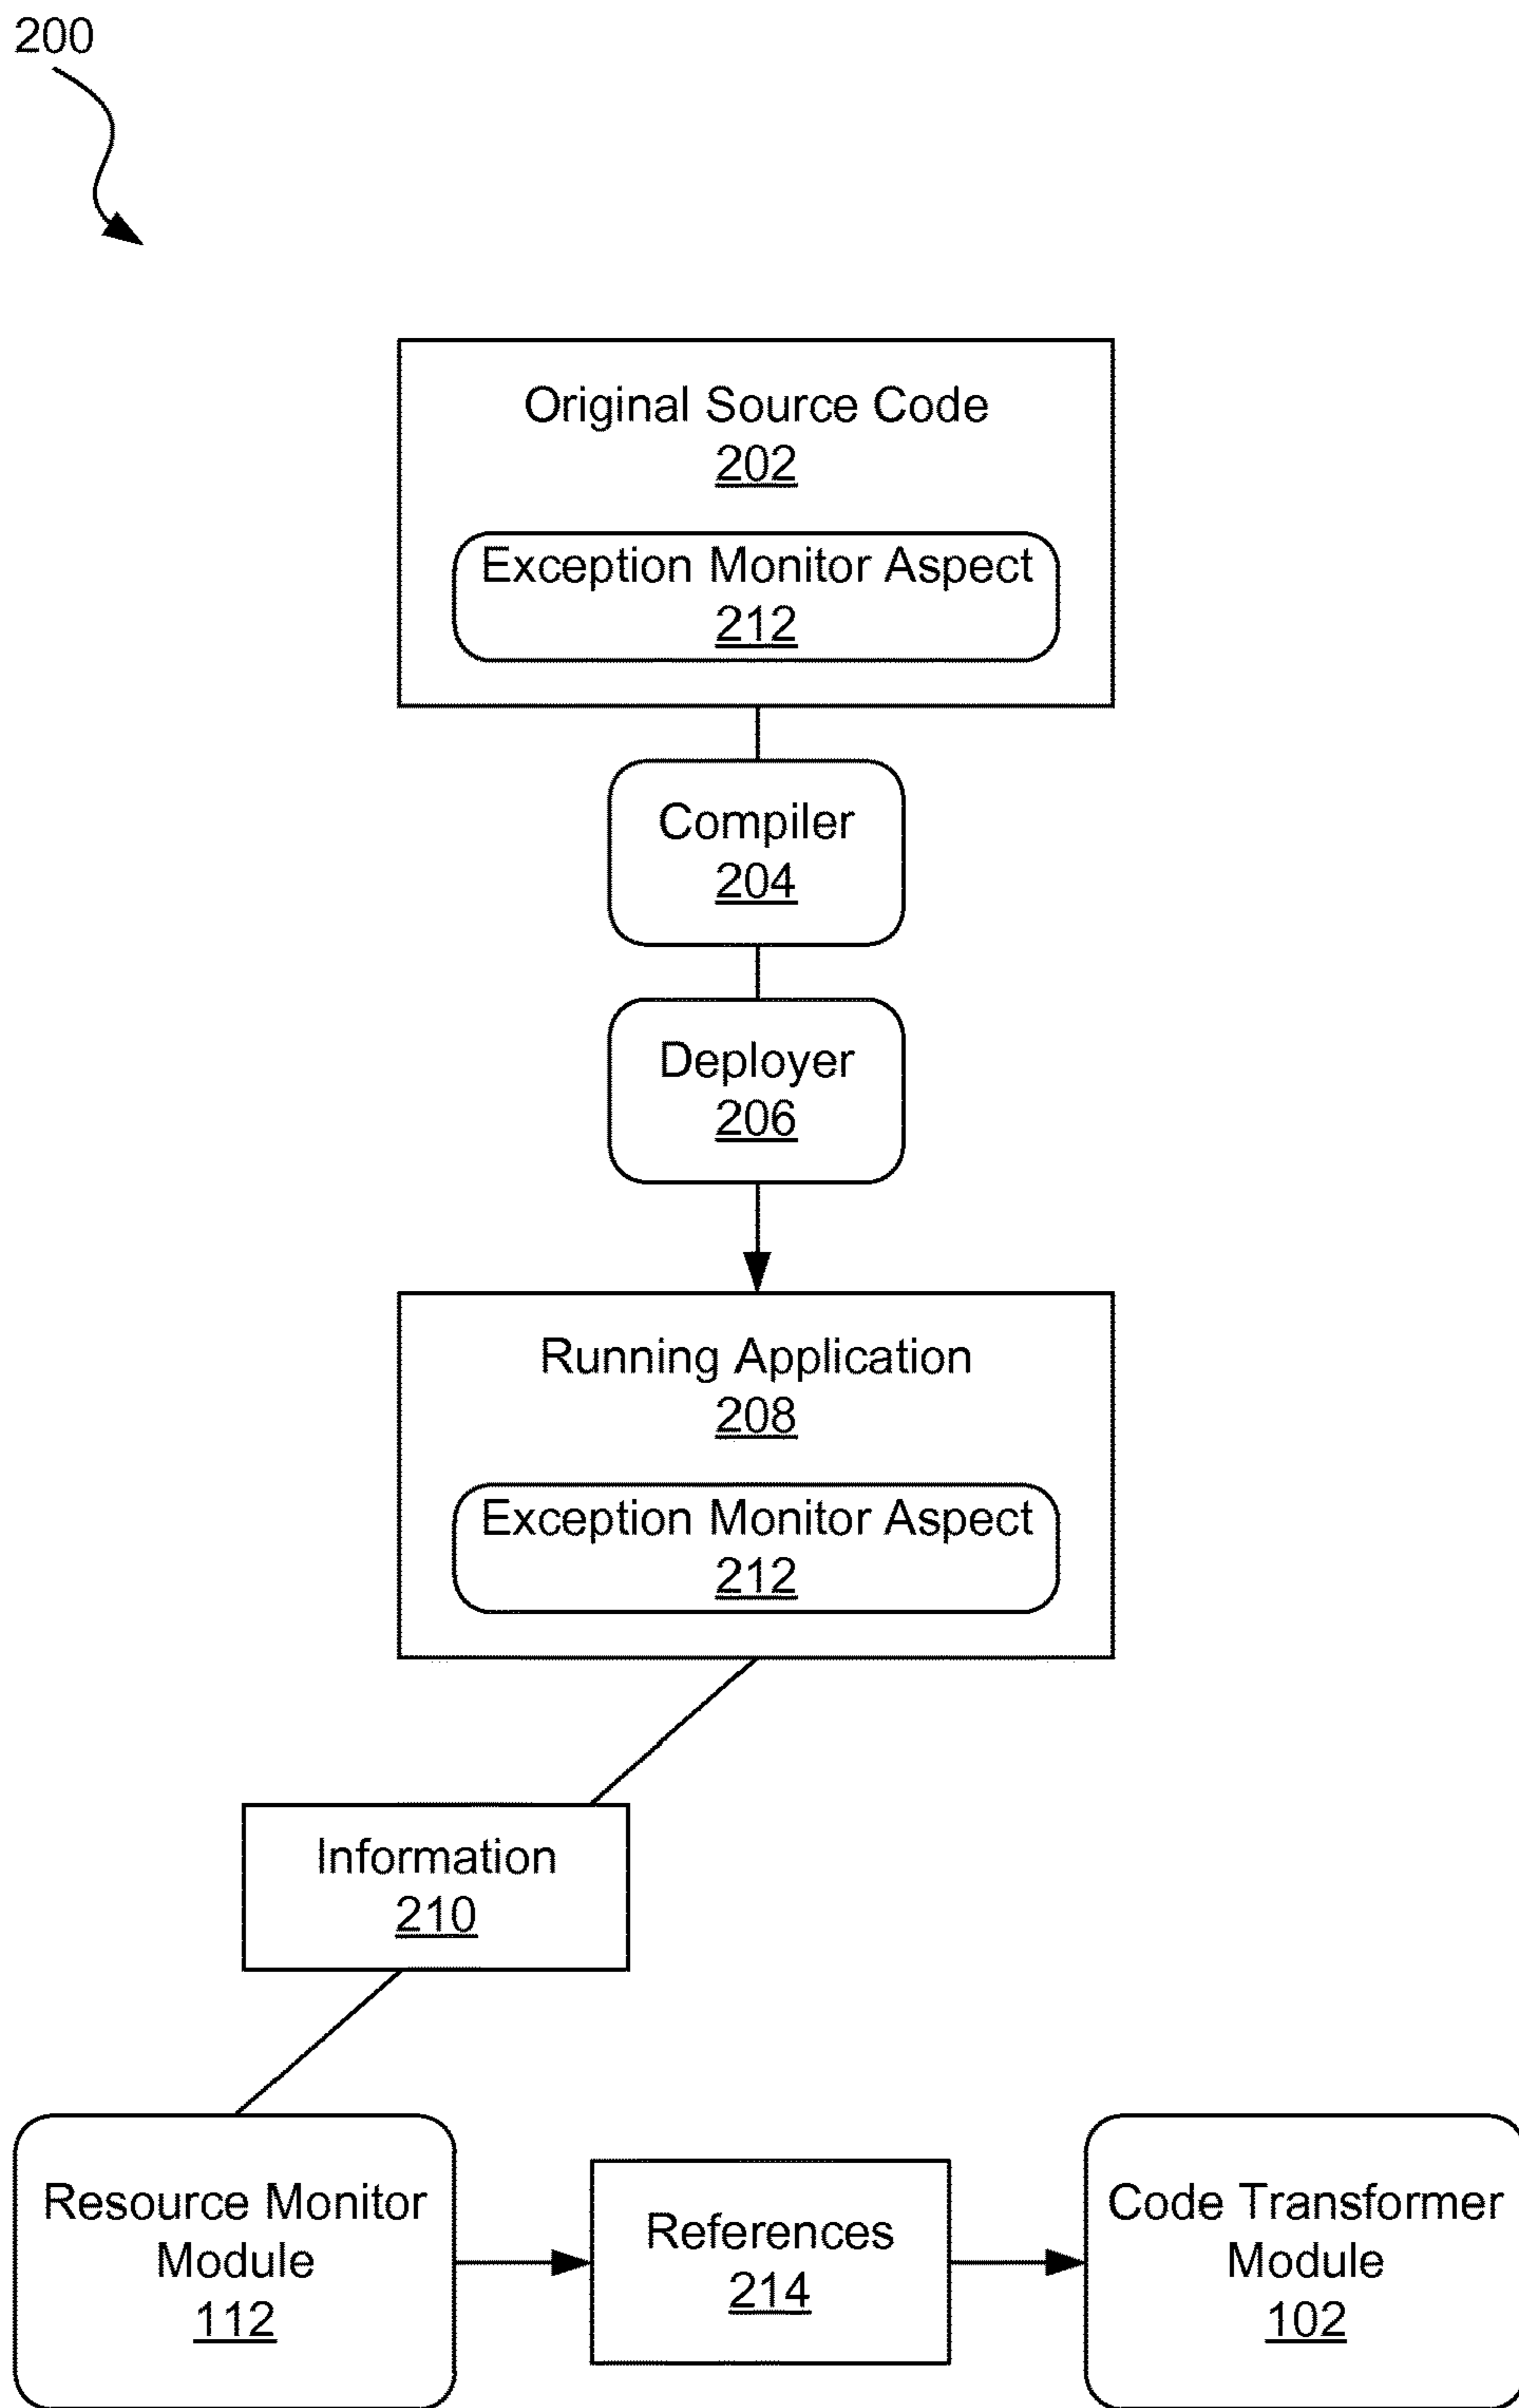 200
Original Source Code
202
Exception Monitor Aspect
212
Compiler
204
Deployer
206
Running Application
208
Exception Monitor Aspect
212
Information
210
Resource Monitor
Module
112
References
214
Code Transformer
Module
102